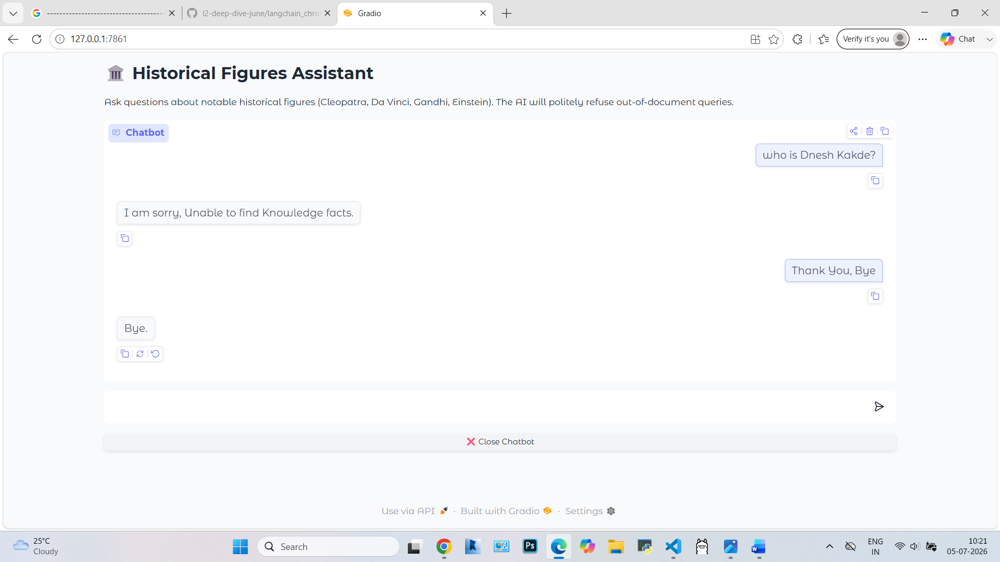 ----------------------------------
l2-deep-dive-june/langchain_chro
Gradio
127.0.0.1:7861
Verify it's you
Chat
🏛️ Historical Figures Assistant
Ask questions about notable historical figures (Cleopatra, Da Vinci, Gandhi, Einstein). The AI will politely refuse out-of-document queries.
Chatbot
who is Dnesh Kakde?
I am sorry, Unable to find Knowledge facts.
Thank You, Bye
Bye.
❌ Close Chatbot
Use via API 🚀 · Built with Gradio · Settings
25°C
Cloudy
Search
Ps
ENG
IN
10:21
05-07-2026